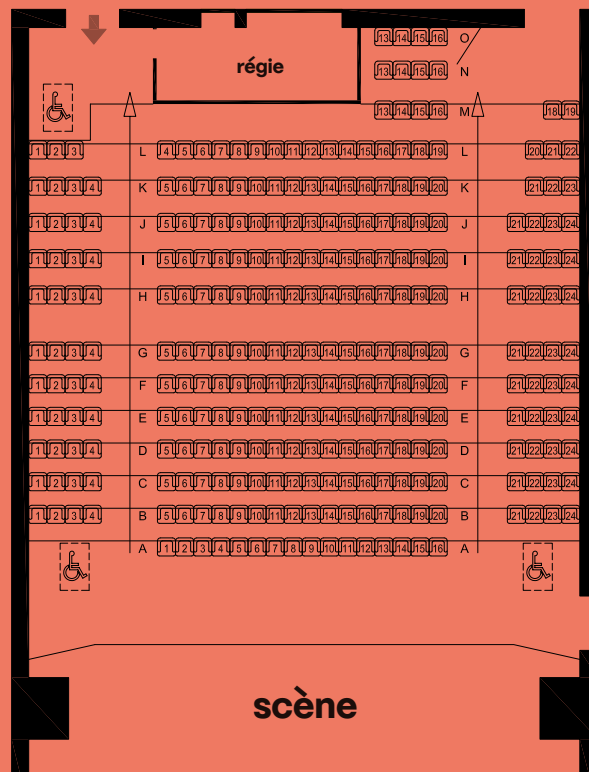 13 14 15 16 O
régie
13 14 15 16 N
13 14 15 16 M 18 19
1 2 3 L 4 5 6 7 8 9 10 11 12 13 14 15 16 17 18 19 L 20 21 22
1 2 3 4 K 5 6 7 8 9 10 11 12 13 14 15 16 17 18 19 20 K 21 22 23
1 2 3 4 J 5 6 7 8 9 10 11 12 13 14 15 16 17 18 19 20 J 21 22 23 24
1 2 3 4 I 5 6 7 8 9 10 11 12 13 14 15 16 17 18 19 20 I 21 22 23 24
1 2 3 4 H 5 6 7 8 9 10 11 12 13 14 15 16 17 18 19 20 H 21 22 23 24
1 2 3 4 G 5 6 7 8 9 10 11 12 13 14 15 16 17 18 19 20 G 21 22 23 24
1 2 3 4 F 5 6 7 8 9 10 11 12 13 14 15 16 17 18 19 20 F 21 22 23 24
1 2 3 4 E 5 6 7 8 9 10 11 12 13 14 15 16 17 18 19 20 E 21 22 23 24
1 2 3 4 D 5 6 7 8 9 10 11 12 13 14 15 16 17 18 19 20 D 21 22 23 24
1 2 3 4 C 5 6 7 8 9 10 11 12 13 14 15 16 17 18 19 20 C 21 22 23 24
1 2 3 4 B 5 6 7 8 9 10 11 12 13 14 15 16 17 18 19 20 B 21 22 23 24
A 1 2 3 4 5 6 7 8 9 10 11 12 13 14 15 16 A
scène